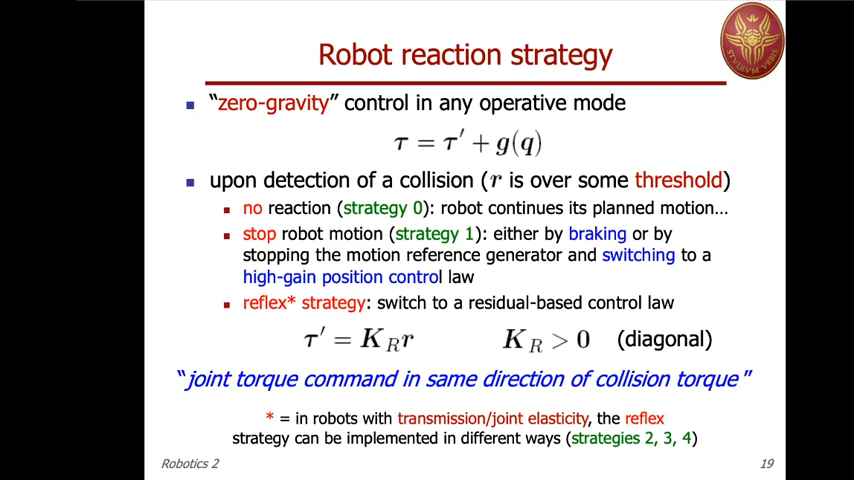 Robot reaction strategy
STVDIVM VRBIS
▪ "zero-gravity" control in any operative mode
τ = τ′ + g(q)
▪ upon detection of a collision (r is over some threshold)
▪ no reaction (strategy 0): robot continues its planned motion…
▪ stop robot motion (strategy 1): either by braking or by
stopping the motion reference generator and switching to a
high-gain position control law
▪ reflex* strategy: switch to a residual-based control law
τ′ = K_R r K_R > 0 (diagonal)
"joint torque command in same direction of collision torque"
* = in robots with transmission/joint elasticity, the reflex
strategy can be implemented in different ways (strategies 2, 3, 4)
Robotics 2 19